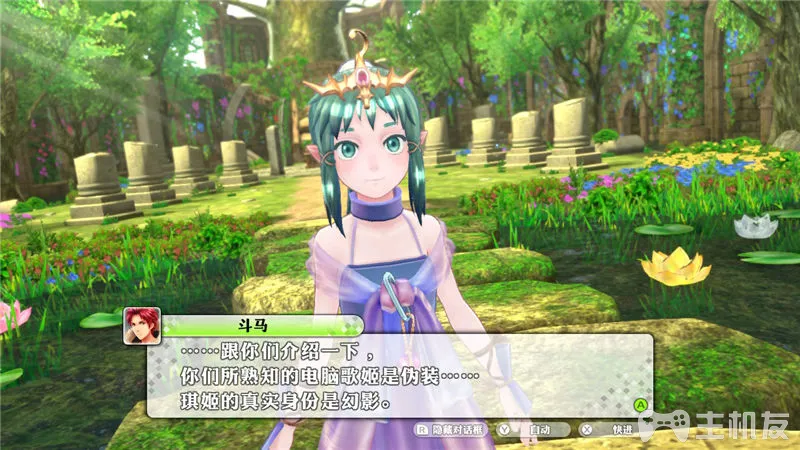 斗马
……跟你们介绍一下，
你们所熟知的电脑歌姬是伪装……
琪姬的真实身份是幻影。
A
R 隐藏对话框 Y 自动 X 快进
主机友